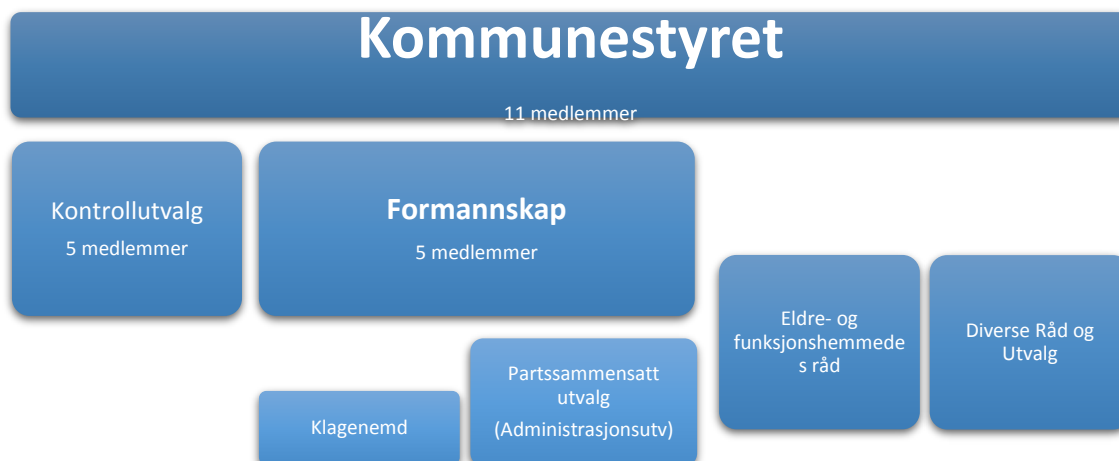 Kommunestyret
11 medlemmer
Kontrollutvalg
5 medlemmer
Formannskap
5 medlemmer
Eldre- og
funksjonshemmede
s råd
Diverse Råd og
Utvalg
Partssammensatt
utvalg
(Administrasjonsutv)
Klagenemd